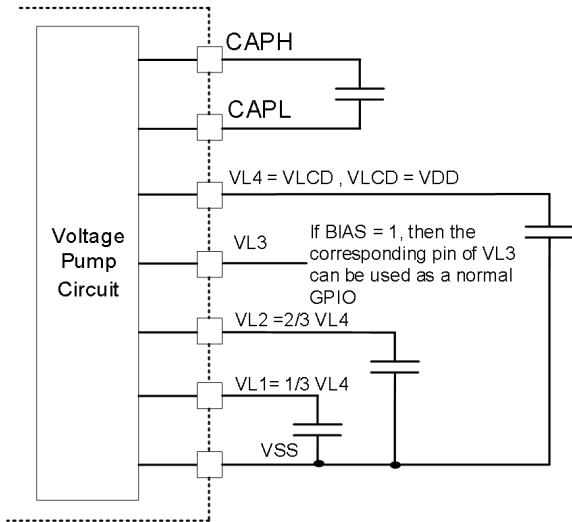 CAPH
CAPL
VL4 = VLCD , VLCD = VDD
Voltage
Pump
Circuit
VL3
If BIAS = 1, then the
corresponding pin of VL3
can be used as a normal
GPIO
VL2 =2/3 VL4
VL1= 1/3 VL4
VSS